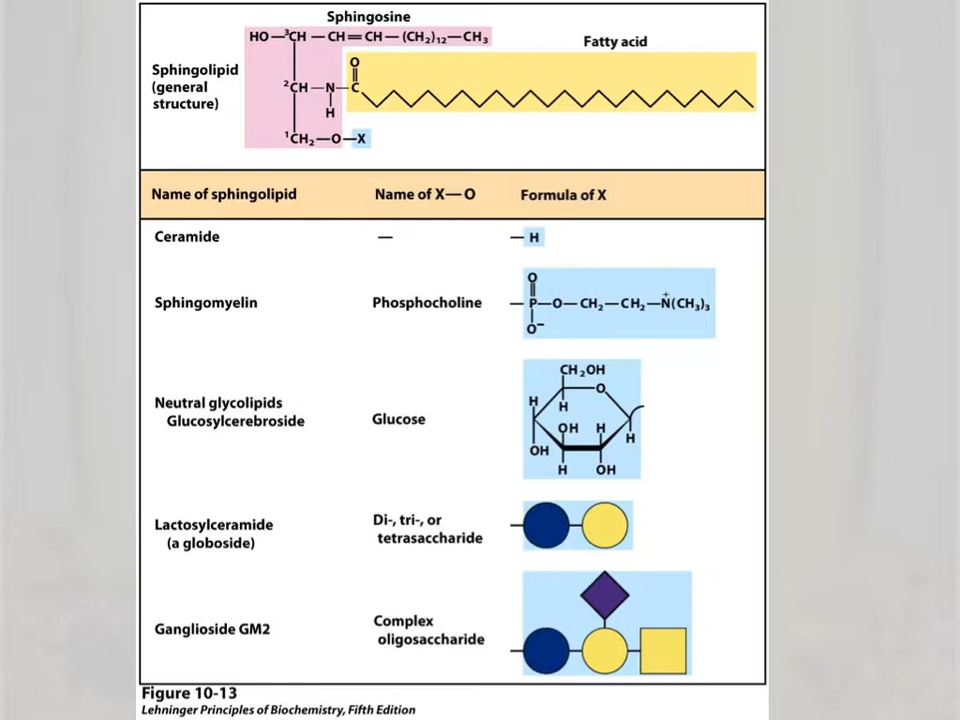 Sphingosine
HO—³CH—CH=CH—(CH₂)₁₂—CH₃
Fatty acid
O
Sphingolipid
(general
structure)
²CH—N—C
H
¹CH₂—O—X
Name of sphingolipid Name of X—O Formula of X
Ceramide — —H
O
Sphingomyelin Phosphocholine —P—O—CH₂—CH₂—N⁺(CH₃)₃
O⁻
CH₂OH
O
H H
Neutral glycolipids
Glucosylcerebroside
Glucose
OH H
H
OH
H OH
Lactosylceramide
(a globoside)
Di-, tri-, or
tetrasaccharide
Ganglioside GM2
Complex
oligosaccharide
Figure 10-13
Lehninger Principles of Biochemistry, Fifth Edition